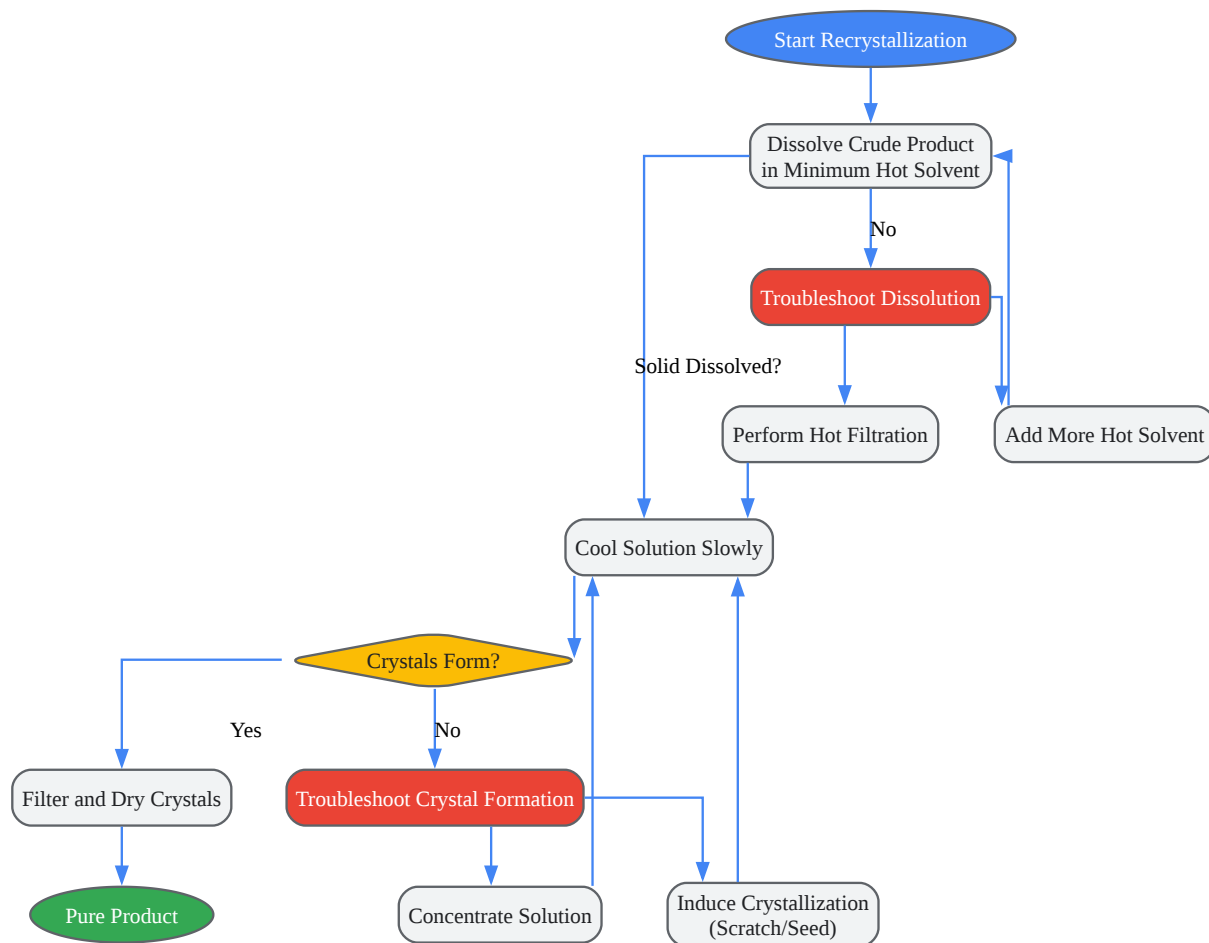 Start Recrystallization
Dissolve Crude Product
in Minimum Hot Solvent
No
Troubleshoot Dissolution
Solid Dissolved?
Perform Hot Filtration
Add More Hot Solvent
Cool Solution Slowly
Crystals Form?
Yes
No
Filter and Dry Crystals
Troubleshoot Crystal Formation
Pure Product
Concentrate Solution
Induce Crystallization
(Scratch/Seed)